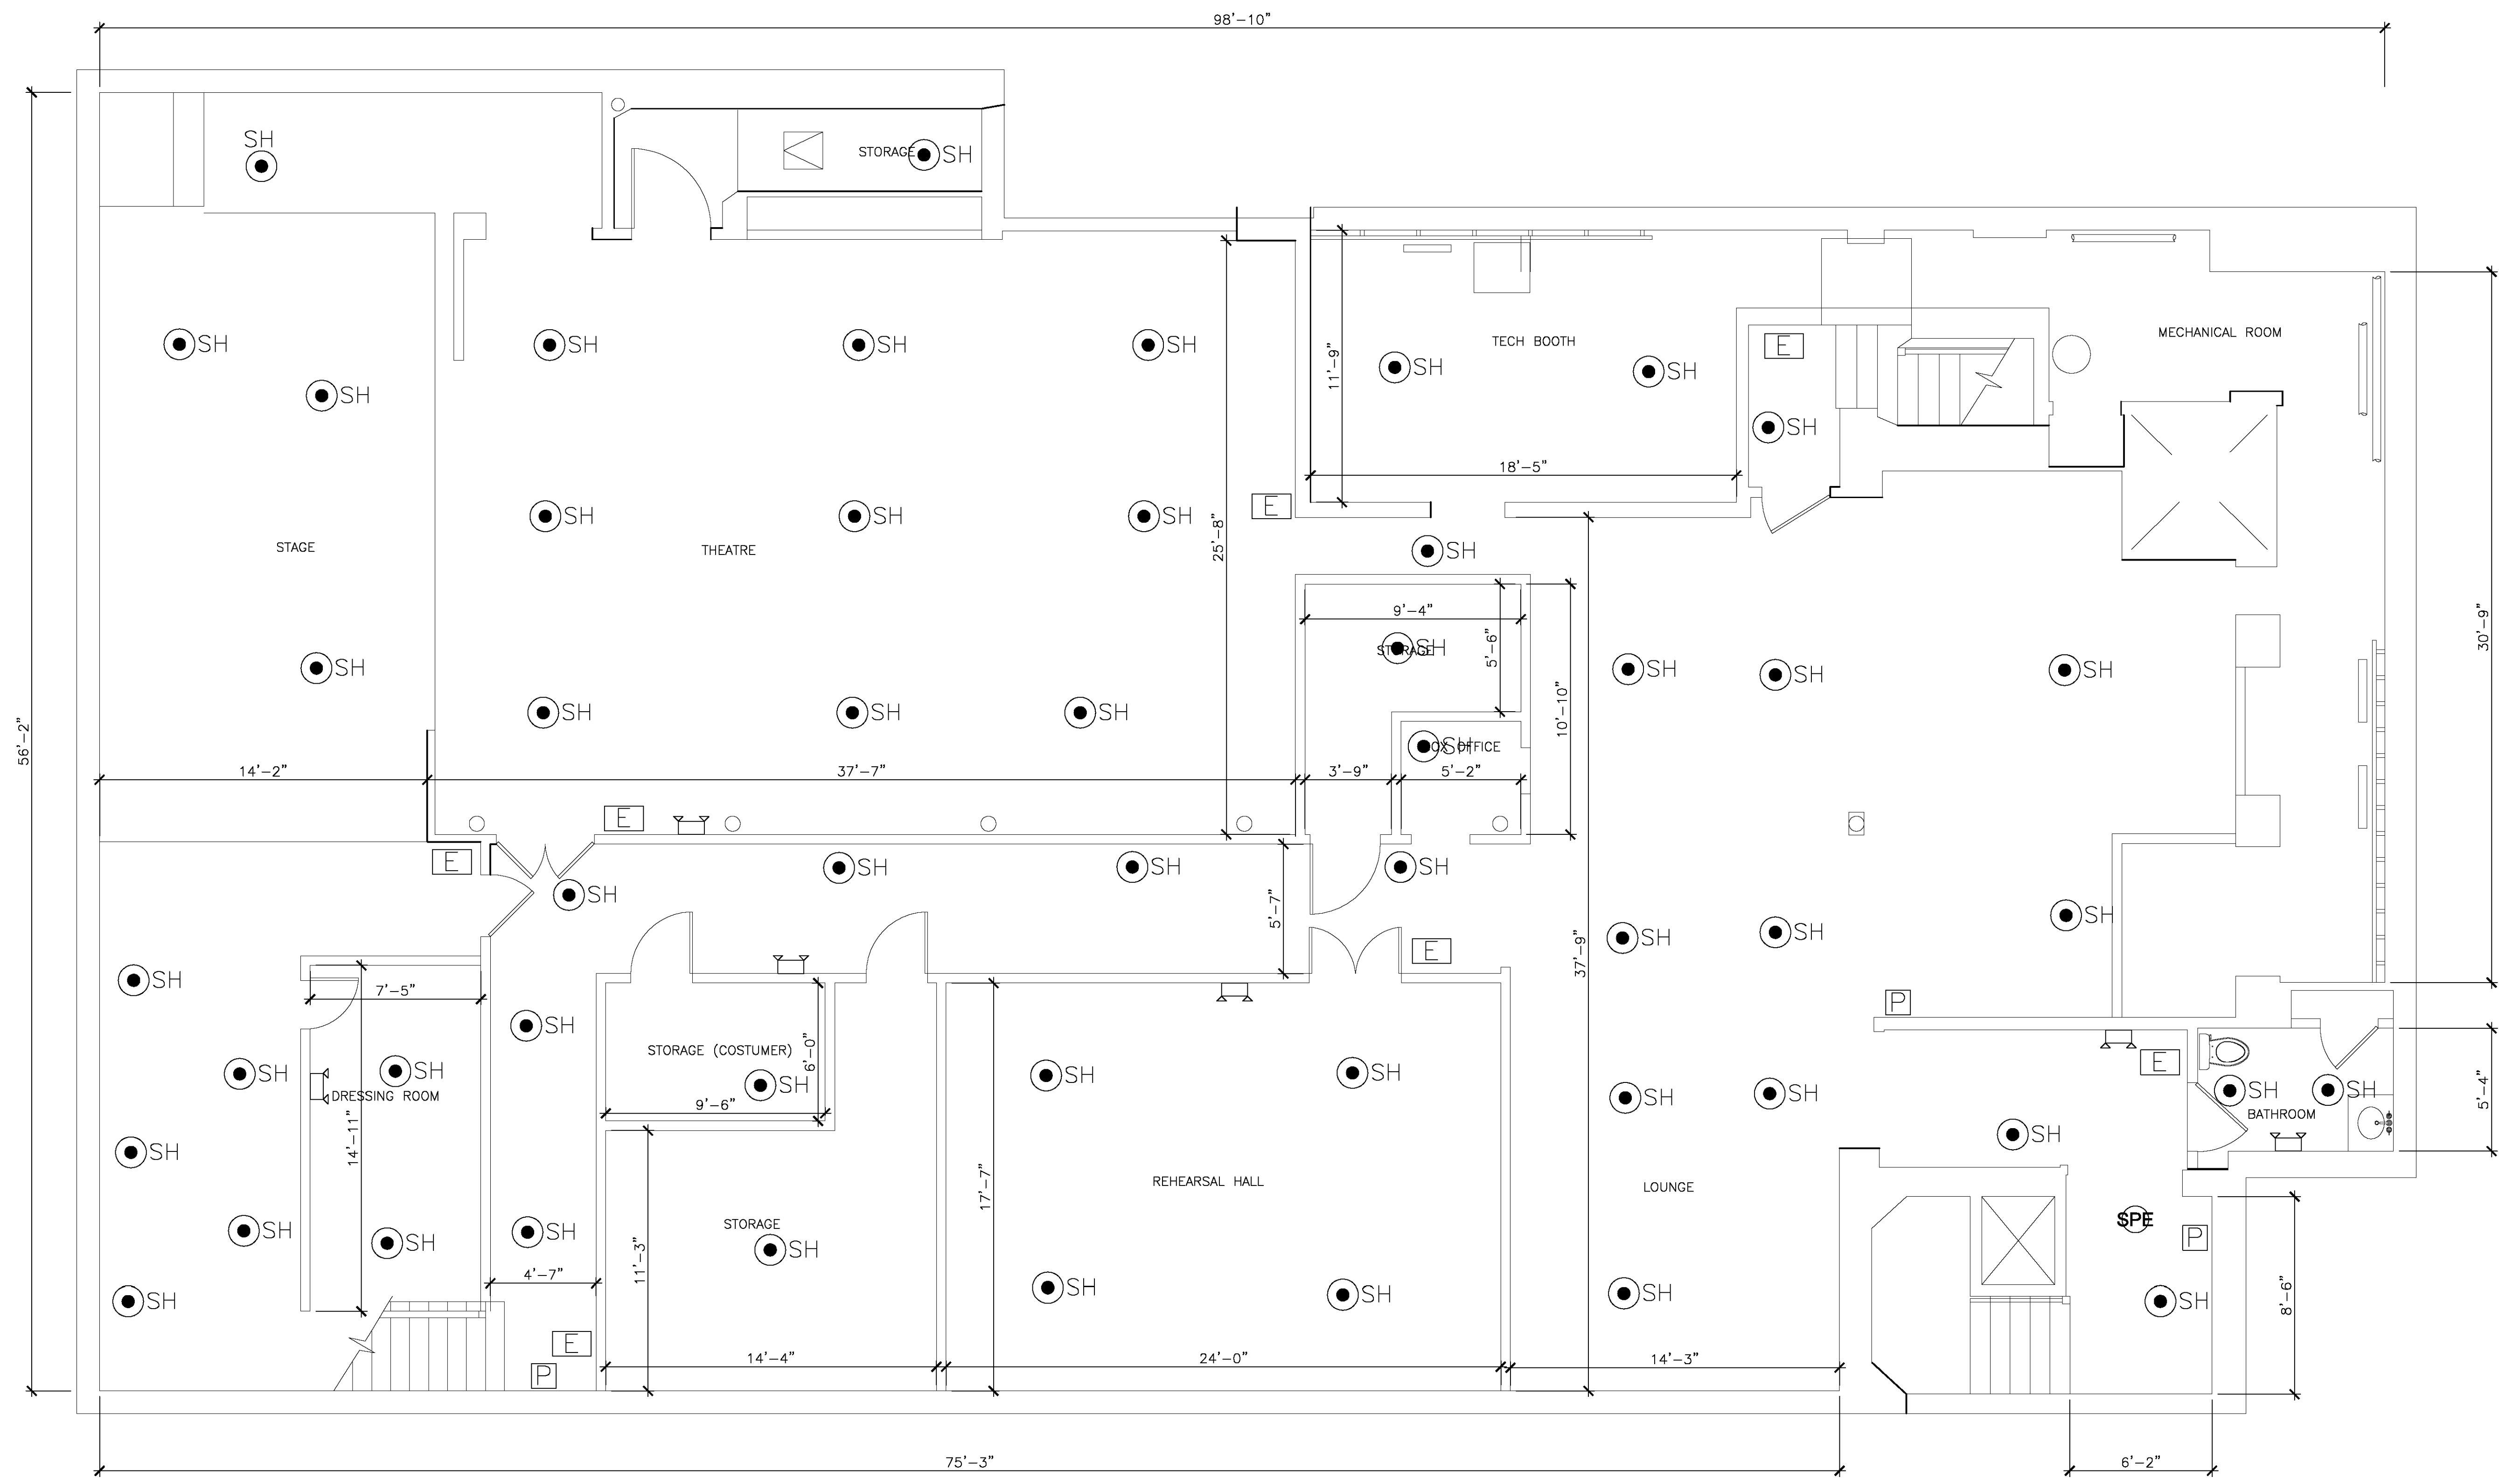 98'-10"
SH
STORAGE SH
SH SH SH SH
SH
MECHANICAL ROOM
TECH BOOTH
E
11'-9"
SH SH
SH
18'-5"
E
SH SH SH
25'-8"
STAGE
THEATRE
SH
9'-4"
5'-6"
STORAGE
SH
30'-9"
SH
SH SH SH
10'-10"
SH SH SH
56'-2"
BOX OFFICE
SH
14'-2" 37'-7" 3'-9" 5'-2"
E
E
SH SH SH
SH
5'-7"
SH SH SH
E
37'-9"
SH
7'-5"
P
SH
6'-0"
STORAGE (COSTUMER)
E
SH SH
SH SH
SH
SH SH
DRESSING ROOM
9'-6"
SH SH
BATHROOM
5'-4"
14'-11"
SH
SH
17'-7"
REHEARSAL HALL
LOUNGE
STORAGE
SPE
P
SH SH SH
SH
11'-3"
4'-7"
SH
SH SH
SH
SH
8'-6"
E
P
14'-4" 24'-0" 14'-3"
75'-3" 6'-2"